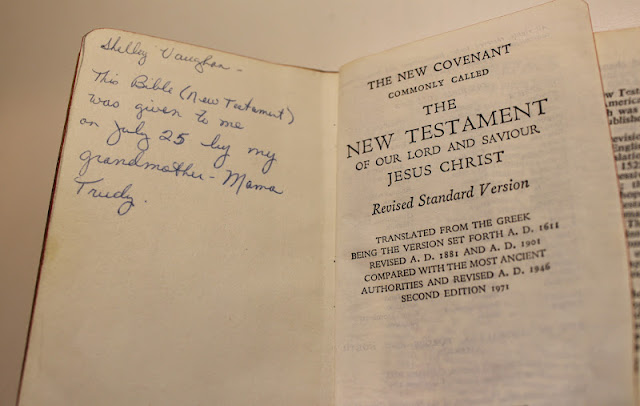 Shelley Vaughan -
This Bible (New Testament)
was given to me
on July 25 by my
grandmother - Mama
Trudy.
THE NEW COVENANT
COMMONLY CALLED
THE
NEW TESTAMENT
OF OUR LORD AND SAVIOUR
JESUS CHRIST
Revised Standard Version
TRANSLATED FROM THE GREEK
BEING THE VERSION SET FORTH A. D. 1611
REVISED A. D. 1881 AND A. D. 1901
COMPARED WITH THE MOST ANCIENT
AUTHORITIES AND REVISED A. D. 1946
SECOND EDITION 1971